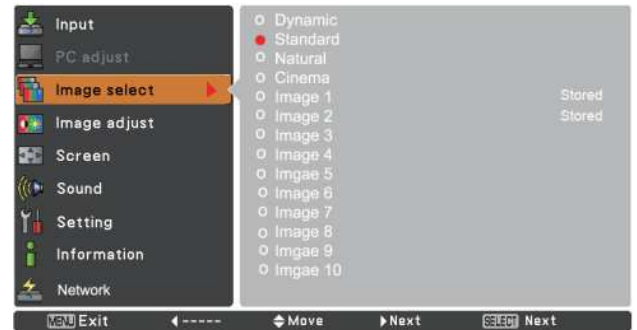 Input
PC adjust
Image select
Image adjust
Screen
Sound
Setting
Information
Network
Dynamic
Standard
Natural
Cinema
Image 1 Stored
Image 2 Stored
Image 3
Image 4
Imgae 5
Image 6
Image 7
Image 8
Imgae 9
Imgae 10
MENU Exit ----- Move Next SELECT Next